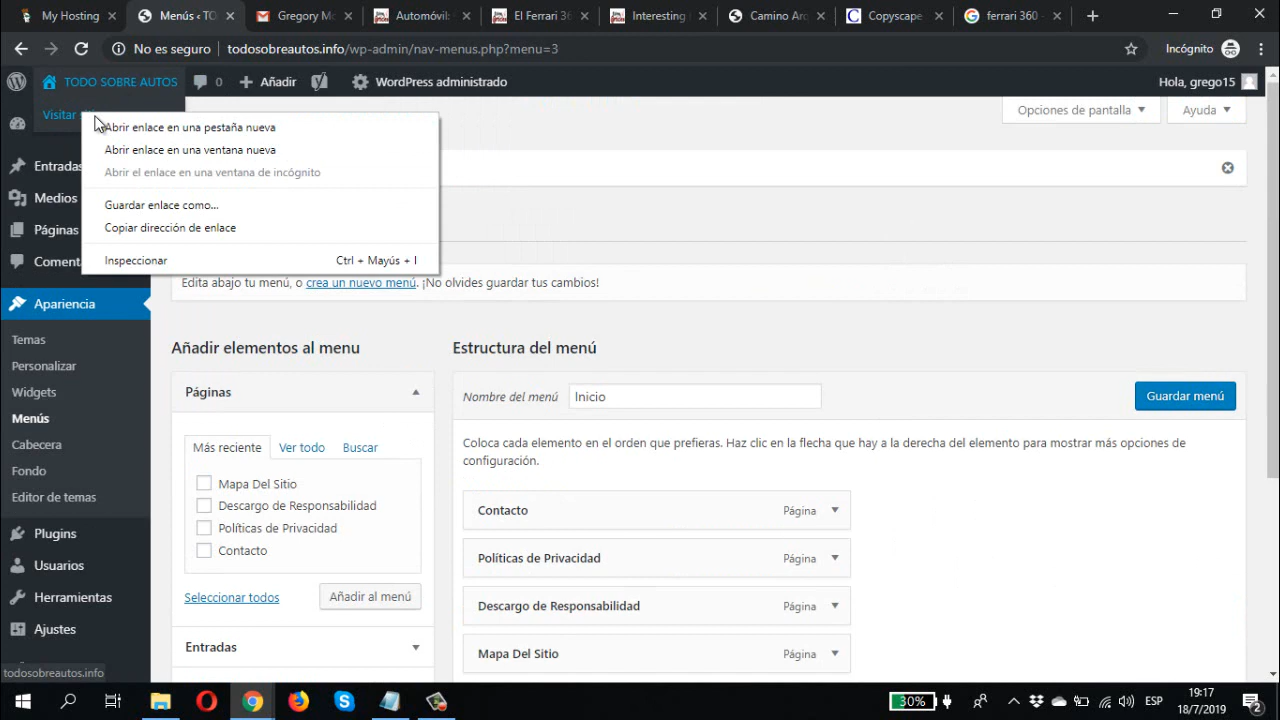 My Hosting
Menús ‹ TO
Gregory Mo
Automóvil
El Ferrari 36
Interesting
Camino Ar
Copyscape
ferrari 360 -
No es seguro
todosobreautos.info/wp-admin/nav-menus.php?menu=3
Incógnito
TODO SOBRE AUTOS
0
Añadir
WordPress administrado
Hola, grego15
Visitar
Opciones de pantalla
Ayuda
Abrir enlace en una pestaña nueva
Abrir enlace en una ventana nueva
Abrir el enlace en una ventana de incógnito
Guardar enlace como...
Copiar dirección de enlace
Inspeccionar Ctrl + Mayús + I
Entradas
Medios
Páginas
Coment
Apariencia
Temas
Personalizar
Widgets
Menús
Cabecera
Fondo
Editor de temas
Plugins
Usuarios
Herramientas
Ajustes
Edita abajo tu menú, o crea un nuevo menú. ¡No olvides guardar tus cambios!
Añadir elementos al menu
Páginas
Más reciente Ver todo Buscar
Mapa Del Sitio
Descargo de Responsabilidad
Políticas de Privacidad
Contacto
Seleccionar todos
Añadir al menú
Entradas
Estructura del menú
Nombre del menú Inicio
Guardar menú
Coloca cada elemento en el orden que prefieras. Haz clic en la flecha que hay a la derecha del elemento para mostrar más opciones de
configuración.
Contacto Página
Políticas de Privacidad Página
Descargo de Responsabilidad Página
Mapa Del Sitio Página
todosobreautos.info
30%
ESP
19:17
18/7/2019
2